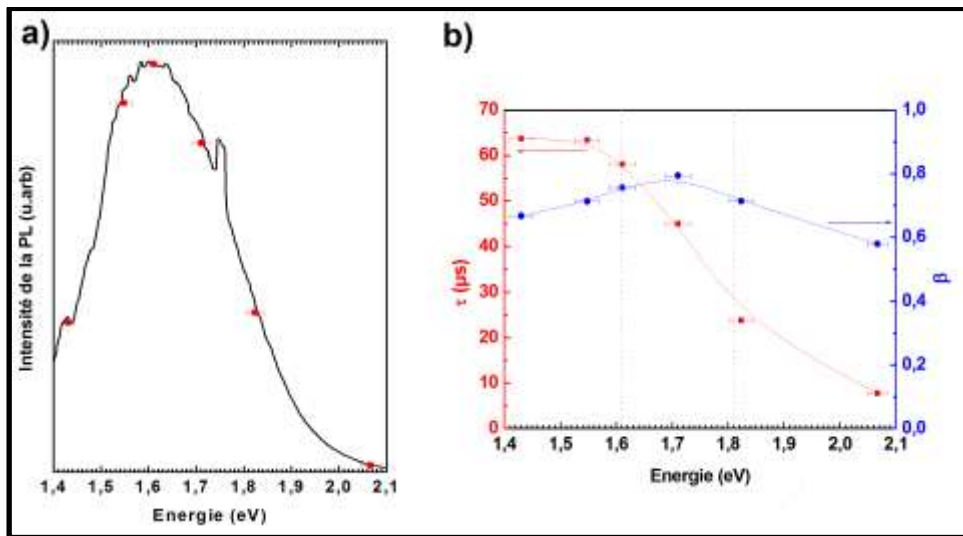 a)
Intensité de la PL (u.arb)
1,4 1,5 1,6 1,7 1,8 1,9 2,0 2,1
Energie (eV)
b)
70
60
50
40
30
20
10
0
τ (µs)
1,0
0,8
0,6
0,4
0,2
0,0
β
1,4 1,5 1,6 1,7 1,8 1,9 2,0 2,1
Energie (eV)